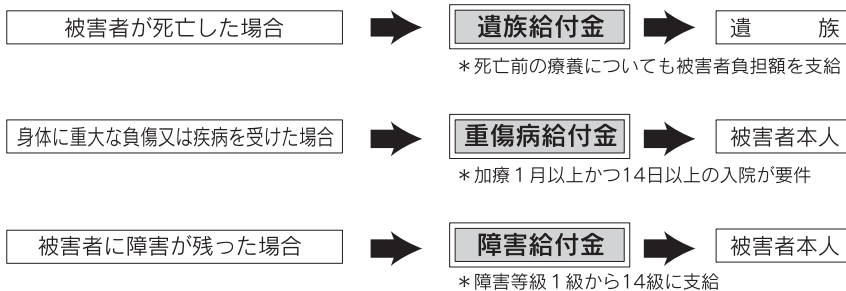 被害者が死亡した場合 遺族給付金 遺族
＊死亡前の療養についても被害者負担額を支給
身体に重大な負傷又は疾病を受けた場合 重傷病給付金 被害者本人
＊加療１月以上かつ14日以上の入院が要件
被害者に障害が残った場合 障害給付金 被害者本人
＊障害等級１級から14級に支給